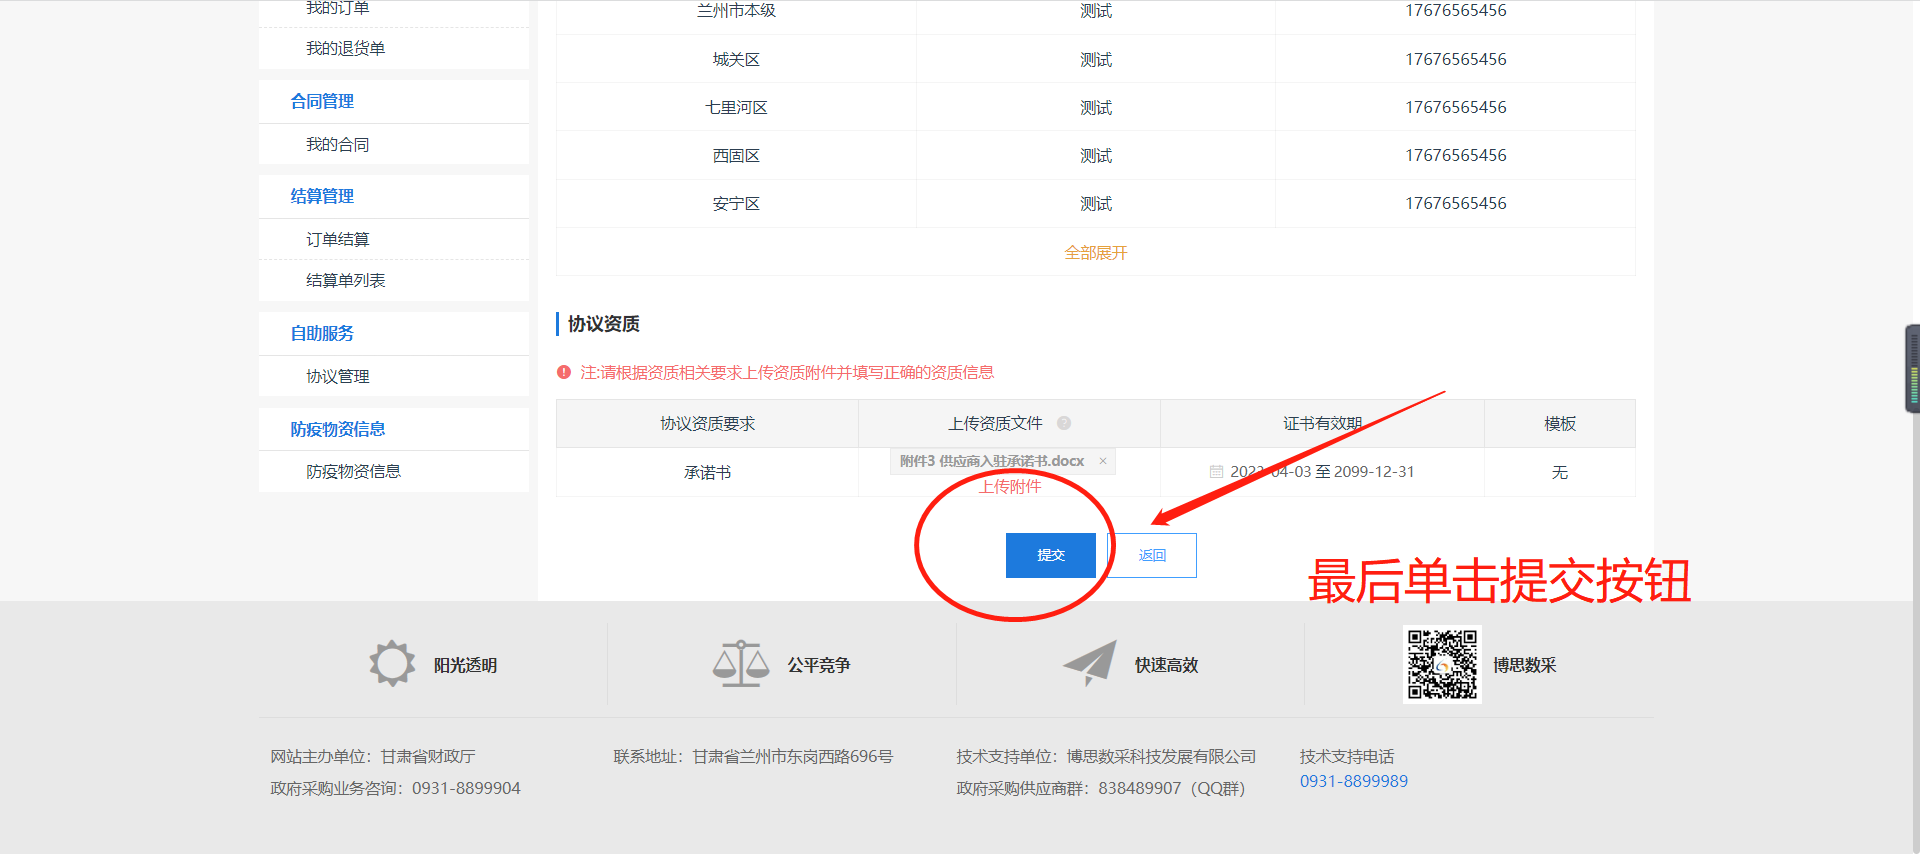 我的订单
我的退货单
合同管理
我的合同
结算管理
订单结算
结算单列表
自助服务
协议管理
防疫物资信息
防疫物资信息
兰州市本级 测试 17676565456
城关区 测试 17676565456
七里河区 测试 17676565456
西固区 测试 17676565456
安宁区 测试 17676565456
全部展开
协议资质
注:请根据资质相关要求上传资质附件并填写正确的资质信息
协议资质要求 上传资质文件 证书有效期 模板
附件3 供应商入驻承诺书.docx ×
承诺书 上传附件 2023-04-03 至 2099-12-31 无
提交 返回
最后单击提交按钮
阳光透明 公平竞争 快速高效 博思数采
网站主办单位：甘肃省财政厅 联系地址：甘肃省兰州市东岗西路696号 技术支持单位：博思数采科技发展有限公司 技术支持电话
政府采购业务咨询：0931-8899904 政府采购供应商群：838489907（QQ群） 0931-8899989